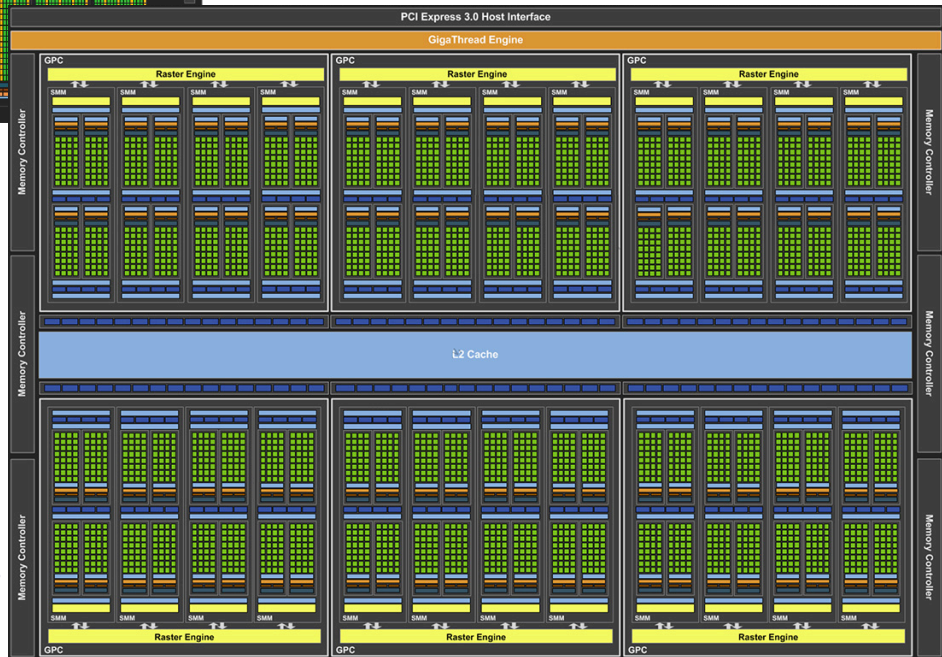 PCI Express 3.0 Host Interface
GigaThread Engine
GPC
GPC
GPC
Raster Engine
Raster Engine
Raster Engine
SMM SMM SMM SMM
SMM SMM SMM SMM
SMM SMM SMM SMM
Memory Controller
Memory Controller
Memory Controller
Memory Controller
L2 Cache
Memory Controller
Memory Controller
SMM SMM SMM SMM
SMM SMM SMM SMM
SMM SMM SMM SMM
Raster Engine
Raster Engine
Raster Engine
GPC
GPC
GPC